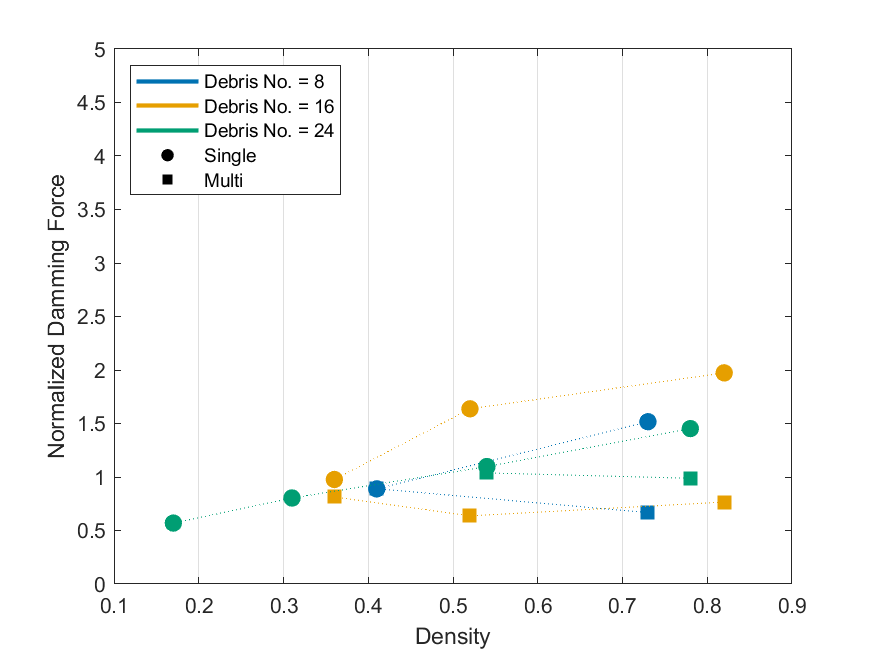 5
4.5
4
3.5
3
2.5
2
1.5
1
0.5
0
Normalized Damming Force
Debris No. = 8
Debris No. = 16
Debris No. = 24
Single
Multi
0.1 0.2 0.3 0.4 0.5 0.6 0.7 0.8 0.9
Density